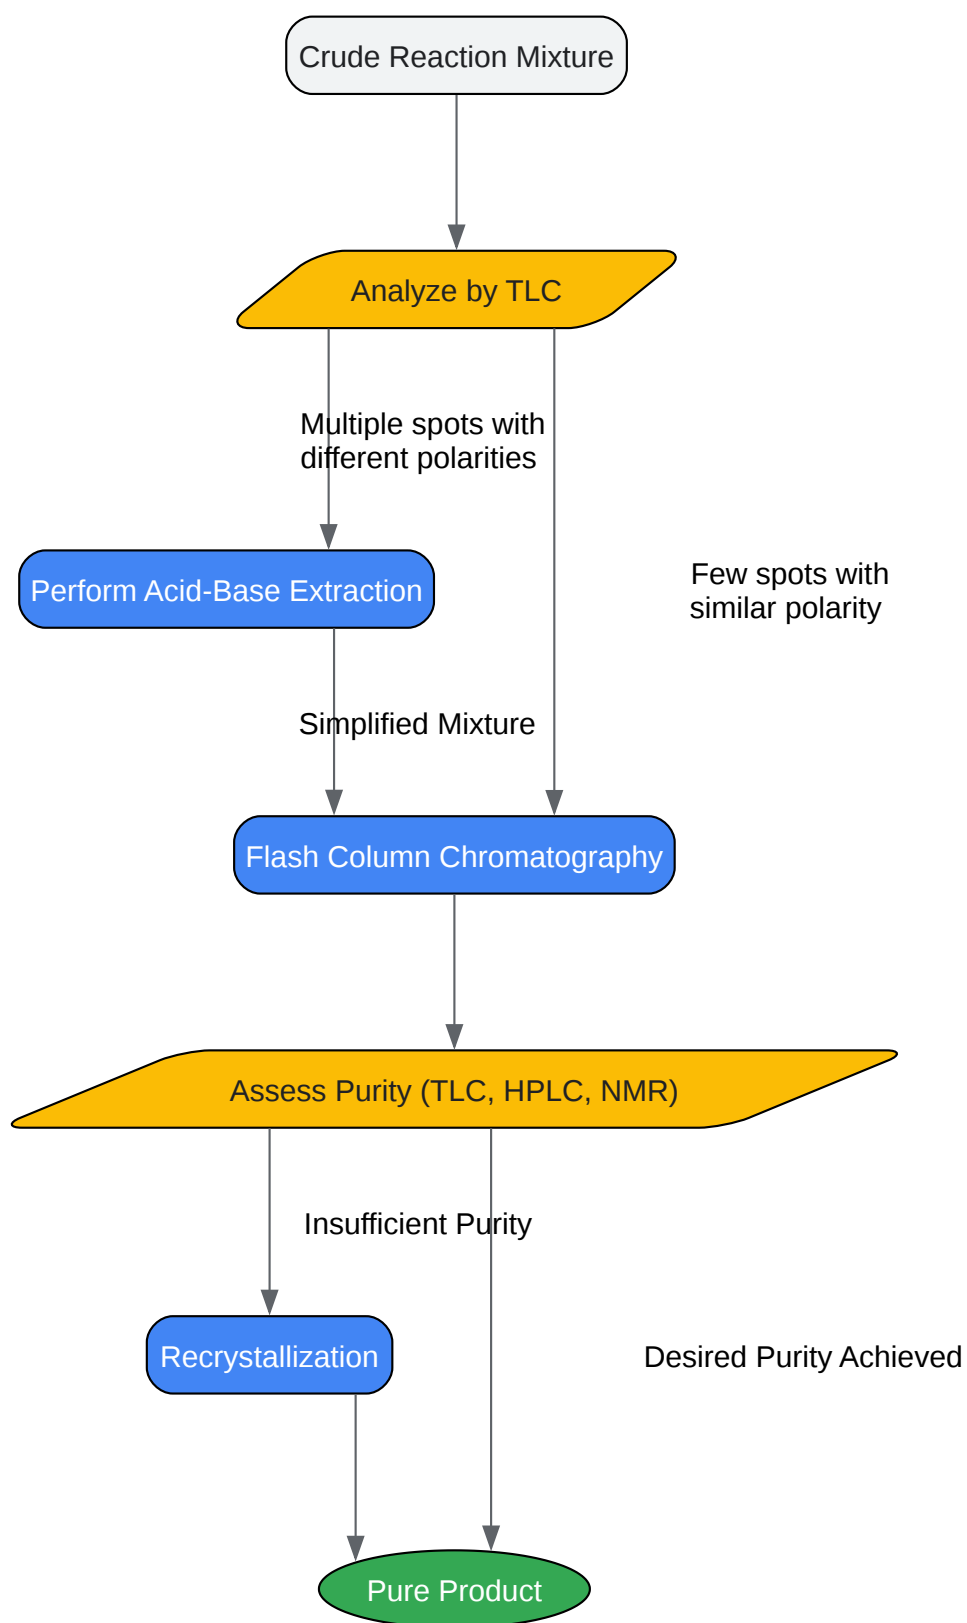 Crude Reaction Mixture
Analyze by TLC
Multiple spots with
different polarities
Perform Acid-Base Extraction
Few spots with
similar polarity
Simplified Mixture
Flash Column Chromatography
Assess Purity (TLC, HPLC, NMR)
Insufficient Purity
Recrystallization
Desired Purity Achieved
Pure Product